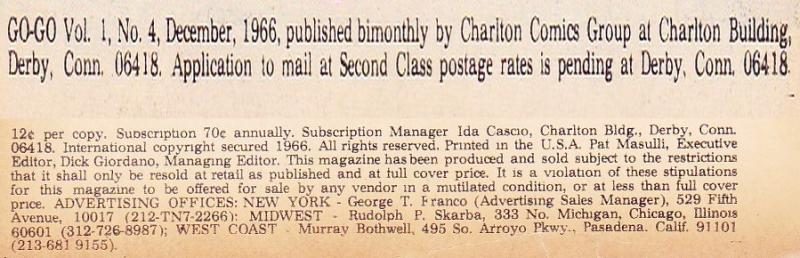 GO-GO Vol. 1, No. 4, December, 1966, published bimonthly by Charlton Comics Group at Charlton Building,
Derby, Conn. 06418. Application to mail at Second Class postage rates is pending at Derby, Conn. 06418.
12¢ per copy. Subscription 70¢ annually. Subscription Manager Ida Cascio, Charlton Bldg., Derby, Conn.
06418. International copyright secured 1966. All rights reserved. Printed in the U.S.A. Pat Masulli, Executive
Editor, Dick Giordano, Managing Editor. This magazine has been produced and sold subject to the restrictions
that it shall only be resold at retail as published and at full cover price. It is a violation of these stipulations
for this magazine to be offered for sale by any vendor in a mutilated condition, or at less than full cover
price. ADVERTISING OFFICES: NEW YORK - George T. Franco (Advertising Sales Manager), 529 Fifth
Avenue, 10017 (212-TN7-2266): MIDWEST - Rudolph P. Skarba, 333 No. Michigan, Chicago, Illinois
60601 (312-726-8987); WEST COAST - Murray Bothwell, 495 So. Arroyo Pkwy., Pasadena. Calif. 91101
(213-681 9155).